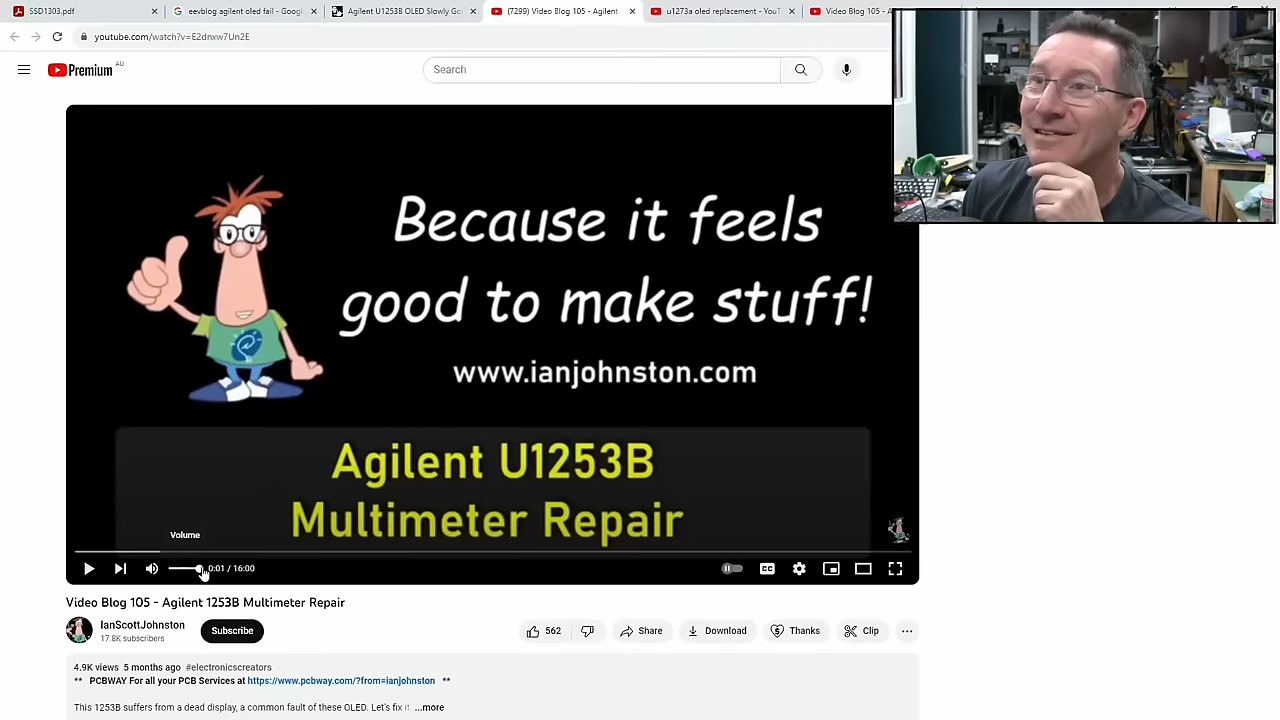 SSD1303.pdf
eevblog agilent oled fail - Googl
Agilent U1253B OLED Slowly Go
(7299) Video Blog 105 - Agilent
u1273a oled replacement - YouT
Video Blog 105 - A
youtube.com/watch?v=E2dnxw7Un2E
Premium AU
Search
Because it feels
good to make stuff!
www.ianjohnston.com
Agilent U1253B
Multimeter Repair
Volume
0:01 / 16:00
CC
Video Blog 105 - Agilent 1253B Multimeter Repair
IanScottJohnston
17.8K subscribers
Subscribe
562
Share
Download
Thanks
Clip
4.9K views 5 months ago #electronicscreators
** PCBWAY For all your PCB Services at https://www.pcbway.com/?from=ianjohnston **
This 1253B suffers from a dead display, a common fault of these OLED. Let's fix it ...more